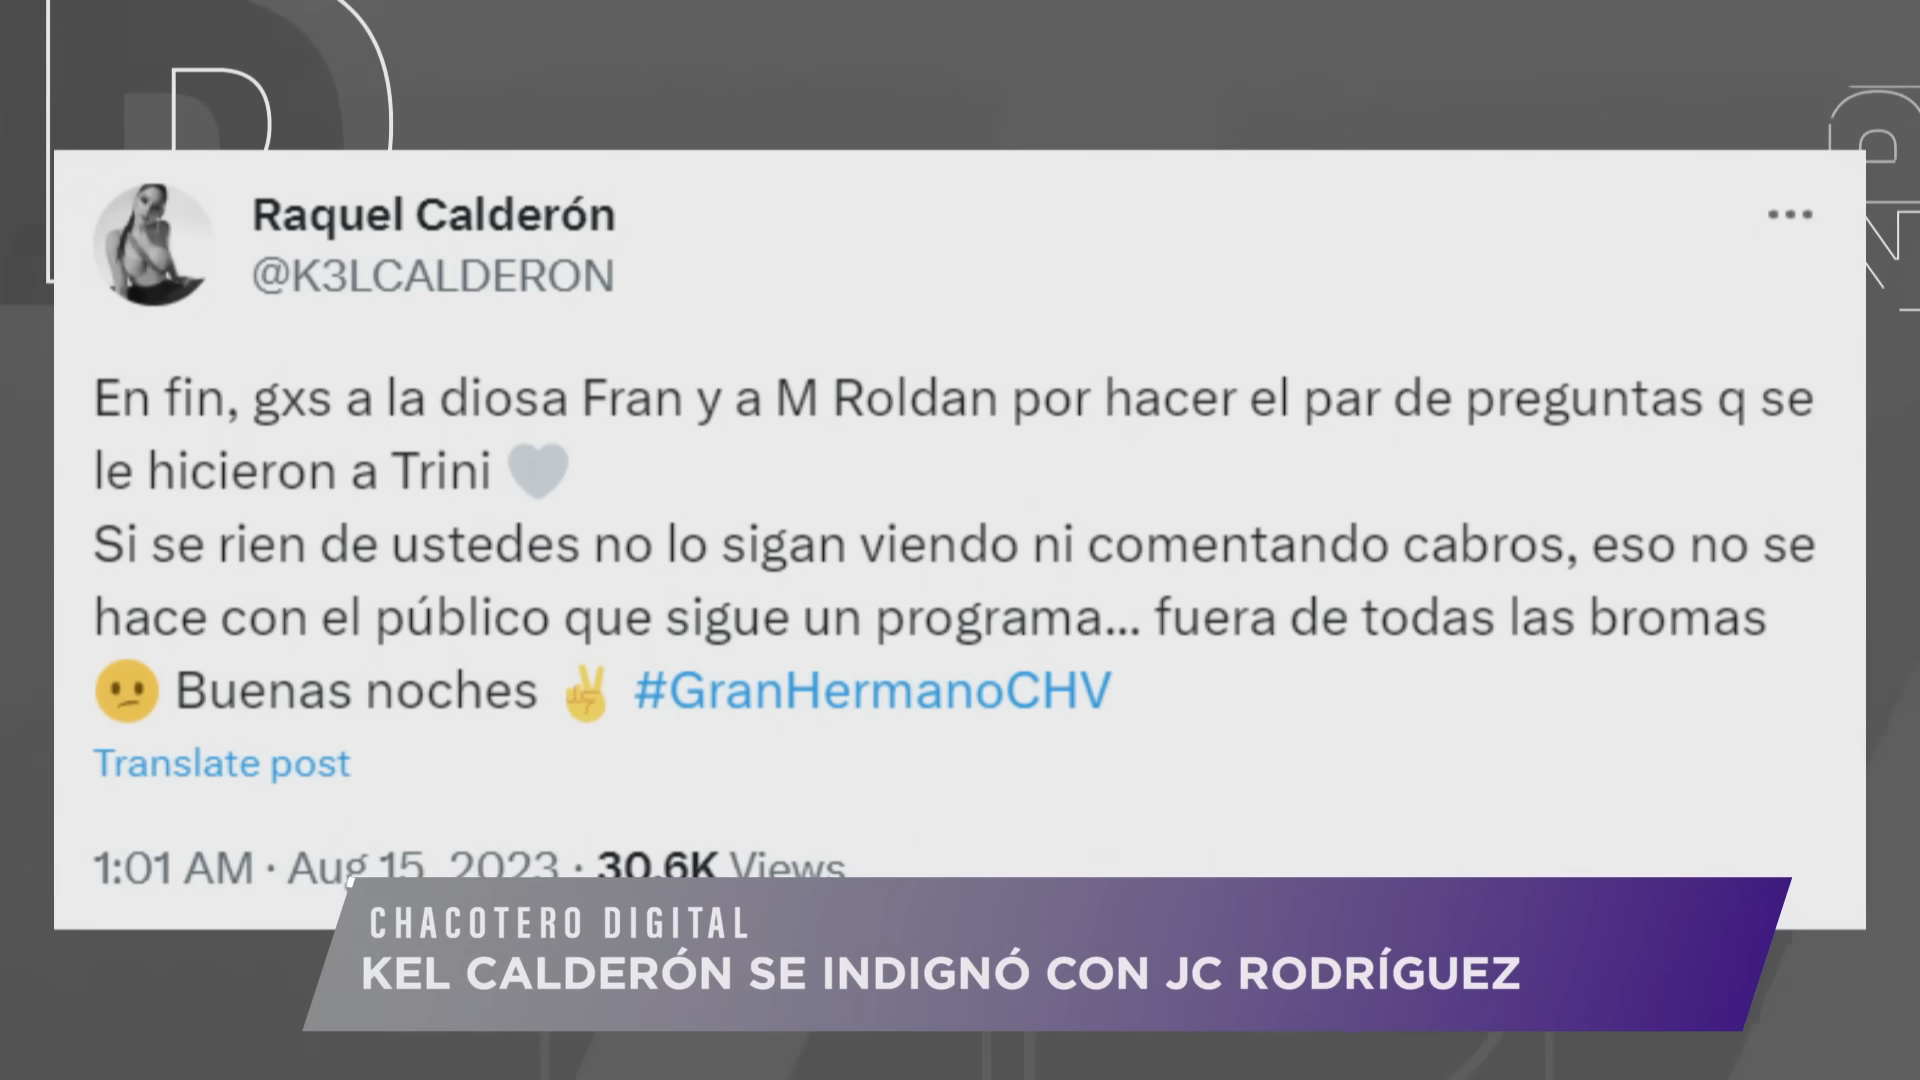 Raquel Calderón
@K3LCALDERON
En fin, gxs a la diosa Fran y a M Roldan por hacer el par de preguntas q se
le hicieron a Trini 🤍
Si se rien de ustedes no lo sigan viendo ni comentando cabros, eso no se
hace con el público que sigue un programa... fuera de todas las bromas
😕 Buenas noches ✌️ #GranHermanoCHV
Translate post
1:01 AM · Aug 15, 2023 · 30.6K Views
CHACOTERO DIGITAL
KEL CALDERÓN SE INDIGNÓ CON JC RODRÍGUEZ